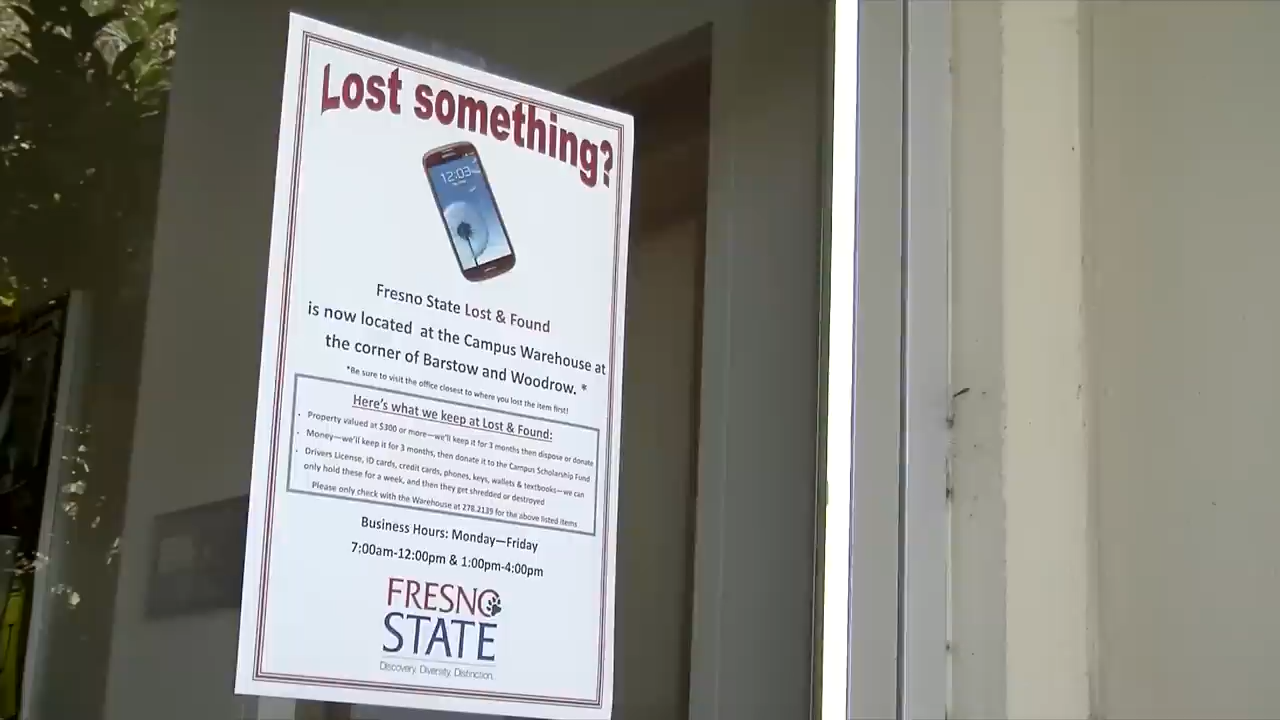 Lost something?
12:03
Fresno State Lost & Found
is now located at the Campus Warehouse at
the corner of Barstow and Woodrow. *
*Be sure to visit the office closest to where you lost the item first!
Here's what we keep at Lost & Found:
• Property valued at $300 or more—we'll keep it for 3 months then dispose or donate
• Money—we'll keep it for 3 months, then donate it to the Campus Scholarship Fund
• Drivers License, ID cards, credit cards, phones, keys, wallets & textbooks—we can
only hold these for a week, and then they get shredded or destroyed
Please only check with the Warehouse at 278.2139 for the above listed items
Business Hours: Monday—Friday
7:00am-12:00pm & 1:00pm-4:00pm
FRESNO
STATE
Discovery. Diversity. Distinction.